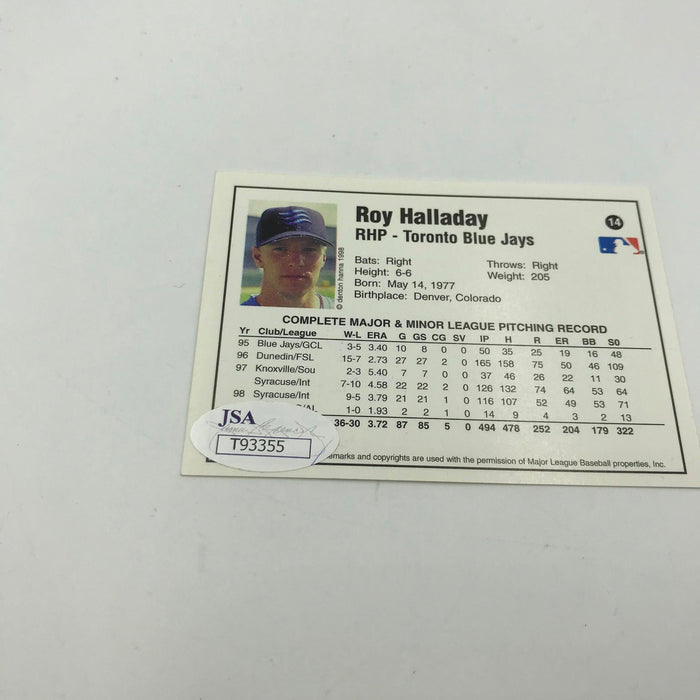 Roy Halladay
14
RHP - Toronto Blue Jays
Bats: Right Throws: Right
Height: 6-6 Weight: 205
Born: May 14, 1977
Birthplace: Denver, Colorado
© denton hanna 1998
COMPLETE MAJOR & MINOR LEAGUE PITCHING RECORD
Yr Club/League W-L ERA G GS CG SV IP H R ER BB SO
95 Blue Jays/GCL 3-5 3.40 10 8 0 0 50 35 25 19 16 48
96 Dunedin/FSL 15-7 2.73 27 27 2 0 165 158 75 50 46 109
97 Knoxville/Sou 2-3 5.40 7 7 0 0 37 46 26 22 11 30
Syracuse/Int 7-10 4.58 22 22 2 0 126 132 74 64 53 64
98 Syracuse/Int 9-5 3.79 21 21 1 0 116 107 52 49 53 71
/AL 1-0 1.93 2 2 1 0 14 9 4 3 2 13
36-30 3.72 87 85 5 0 494 478 252 204 179 322
JSA
T93355
emarks and copyrights are used with the permission of Major League Baseball properties, Inc.